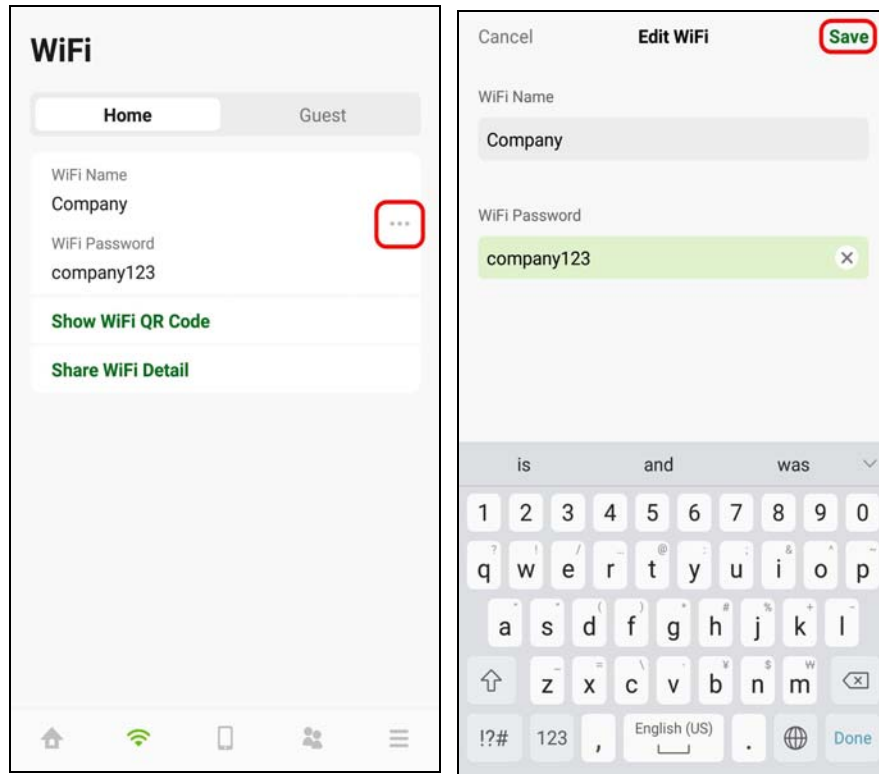 WiFi
Home Guest
WiFi Name
Company
WiFi Password
company123
Show WiFi QR Code
Share WiFi Detail
Cancel Edit WiFi Save
WiFi Name
Company
WiFi Password
company123
is and was
1 2 3 4 5 6 7 8 9 0
q w e r t y u i o p
a s d f g h j k l
z x c v b n m
!?# 123 , English (US) . Done